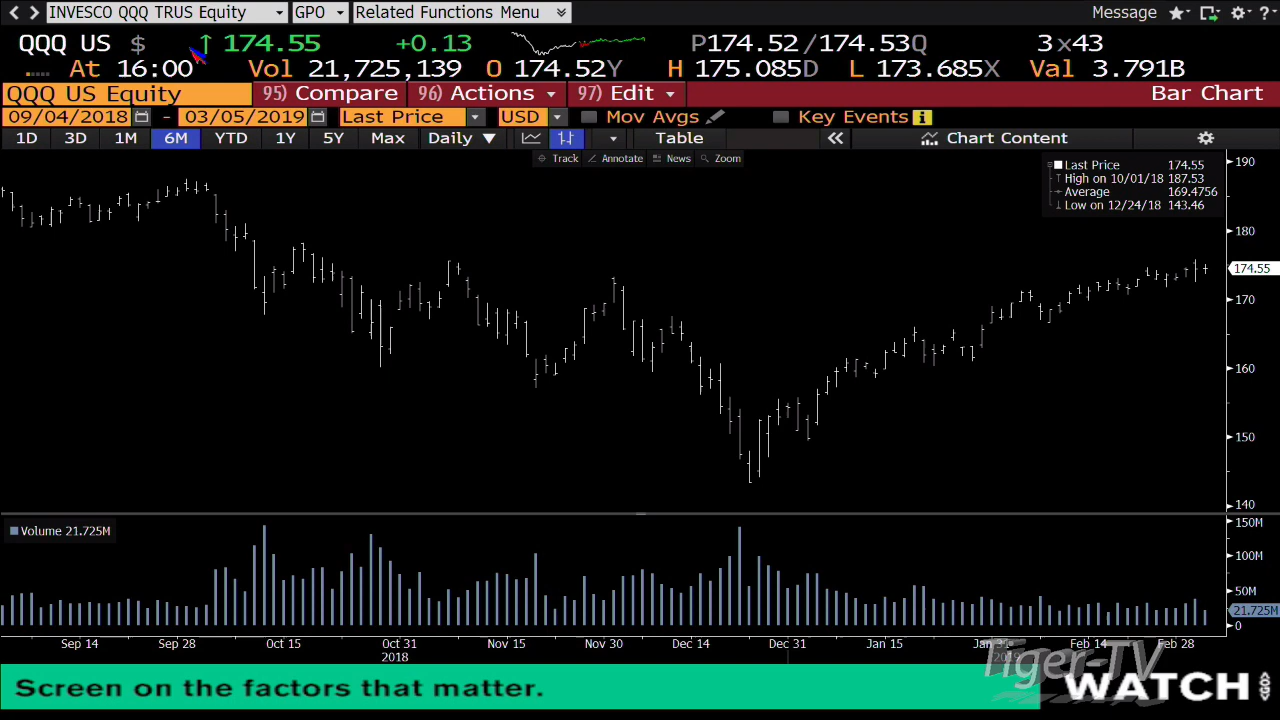 INVESCO QQQ TRUS Equity GPO Related Functions Menu Message ?
QQQ US $ ↑ 174.55 +0.13 P174.52 /174.53Q 3x43
At 16:00 Vol 21,725,139 O 174.52Y H 175.085D L 173.685X Val 3.791B
QQQ US Equity 95) Compare 96) Actions 97) Edit Bar Chart
09/04/2018 - 03/05/2019 Last Price USD Mov Avgs Key Events i
1D 3D 1M 6M YTD 1Y 5Y Max Daily ▼ Table « Chart Content
Track Annotate News Zoom
Last Price 174.55
High on 10/01/18 187.53
Average 169.4756
Low on 12/24/18 143.46
190
180
174.55
170
160
150
140
Volume 21.725M
150M
100M
50M
21.725M
0
Sep 14 Sep 28 Oct 15 Oct 31 Nov 15 Nov 30 Dec 14 Dec 31 Jan 15 Jan 31 Feb 14 Feb 28
2018 2019
Tiger-TV
Screen on the factors that matter. WATCH